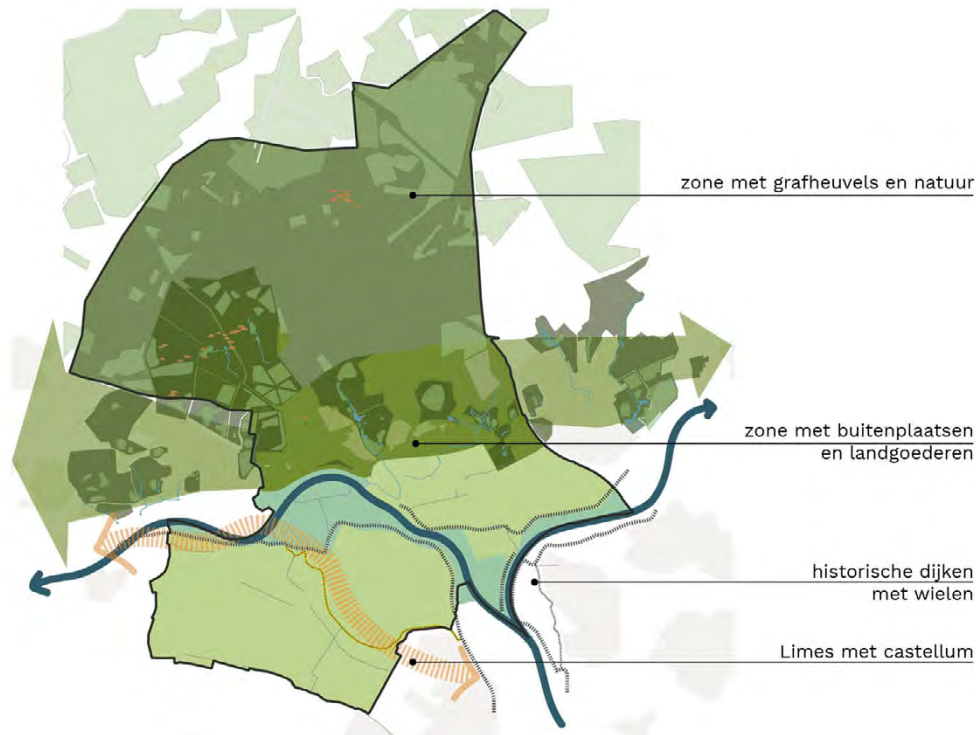 zone met grafheuvels en natuur
zone met buitenplaatsen
en landgoederen
historische dijken
met wielen
Limes met castellum